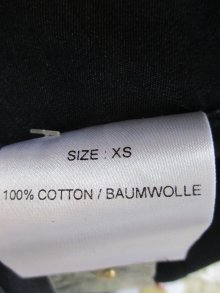 SIZE : XS
100% COTTON / BAUMWOLLE